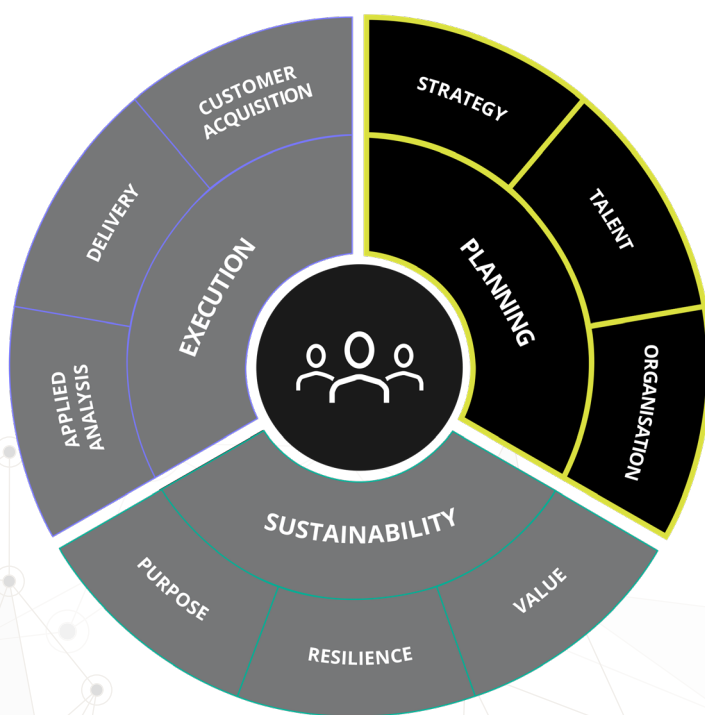 CUSTOMER
ACQUISITION
STRATEGY
DELIVERY
TALENT
EXECUTION
PLANNING
APPLIED
ANALYSIS
ORGANISATION
SUSTAINABILITY
PURPOSE
VALUE
RESILIENCE